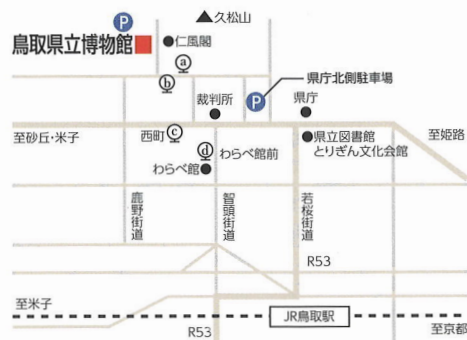 P
▲久松山
鳥取県立博物館
仁風閣
a
b
裁判所
P
県庁北側駐車場
県庁
至砂丘・米子
西町
c
d
わらべ館前
わらべ館
県立図書館
とりぎん文化会館
至姫路
鹿野街道
智頭街道
若桜街道
R53
至米子
JR鳥取駅
R53
至京都